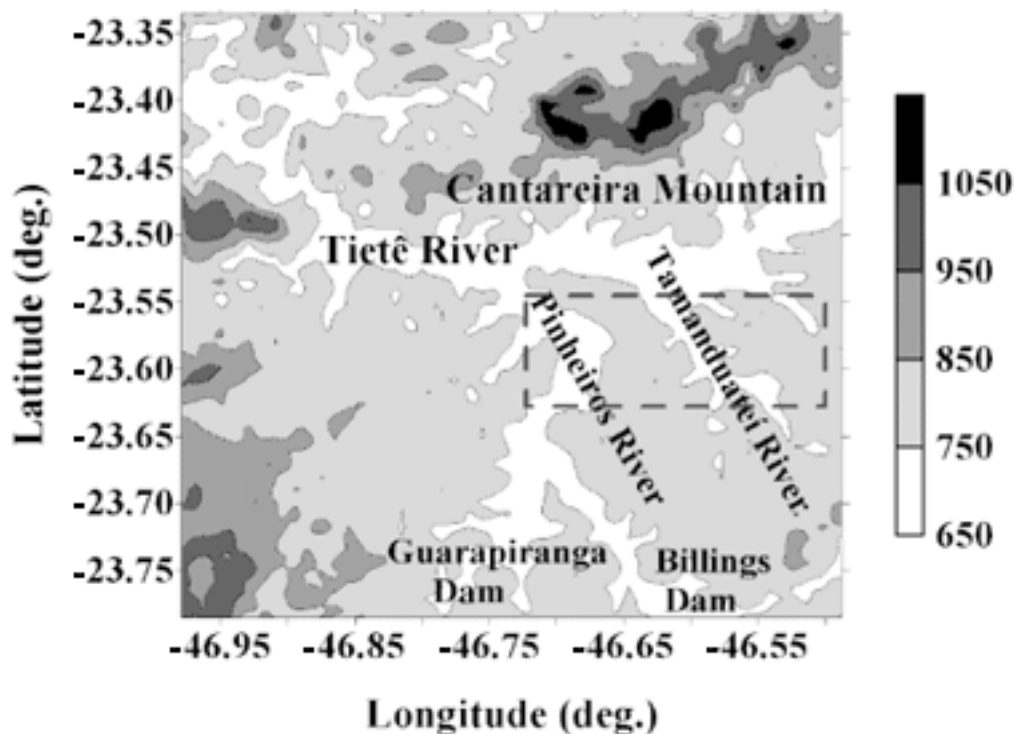 -23.35
-23.40
-23.45
-23.50
-23.55
-23.60
-23.65
-23.70
-23.75
Latitude (deg.)
Cantareira Mountain
Tietê River
Pinheiros River
Tamanduateí River
Guarapiranga
Dam
Billings
Dam
1050
950
850
750
650
-46.95
-46.85
-46.75
-46.65
-46.55
Longitude (deg.)